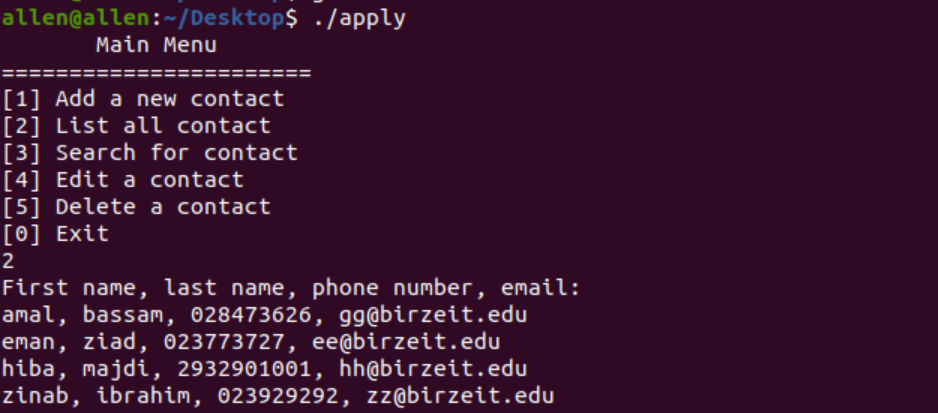 allen@allen:~/Desktop$ ./apply
Main Menu
=======================
[1] Add a new contact
[2] List all contact
[3] Search for contact
[4] Edit a contact
[5] Delete a contact
[0] Exit
2
First name, last name, phone number, email:
amal, bassam, 028473626, gg@birzeit.edu
eman, ziad, 023773727, ee@birzeit.edu
hiba, majdi, 2932901001, hh@birzeit.edu
zinab, ibrahim, 023929292, zz@birzeit.edu